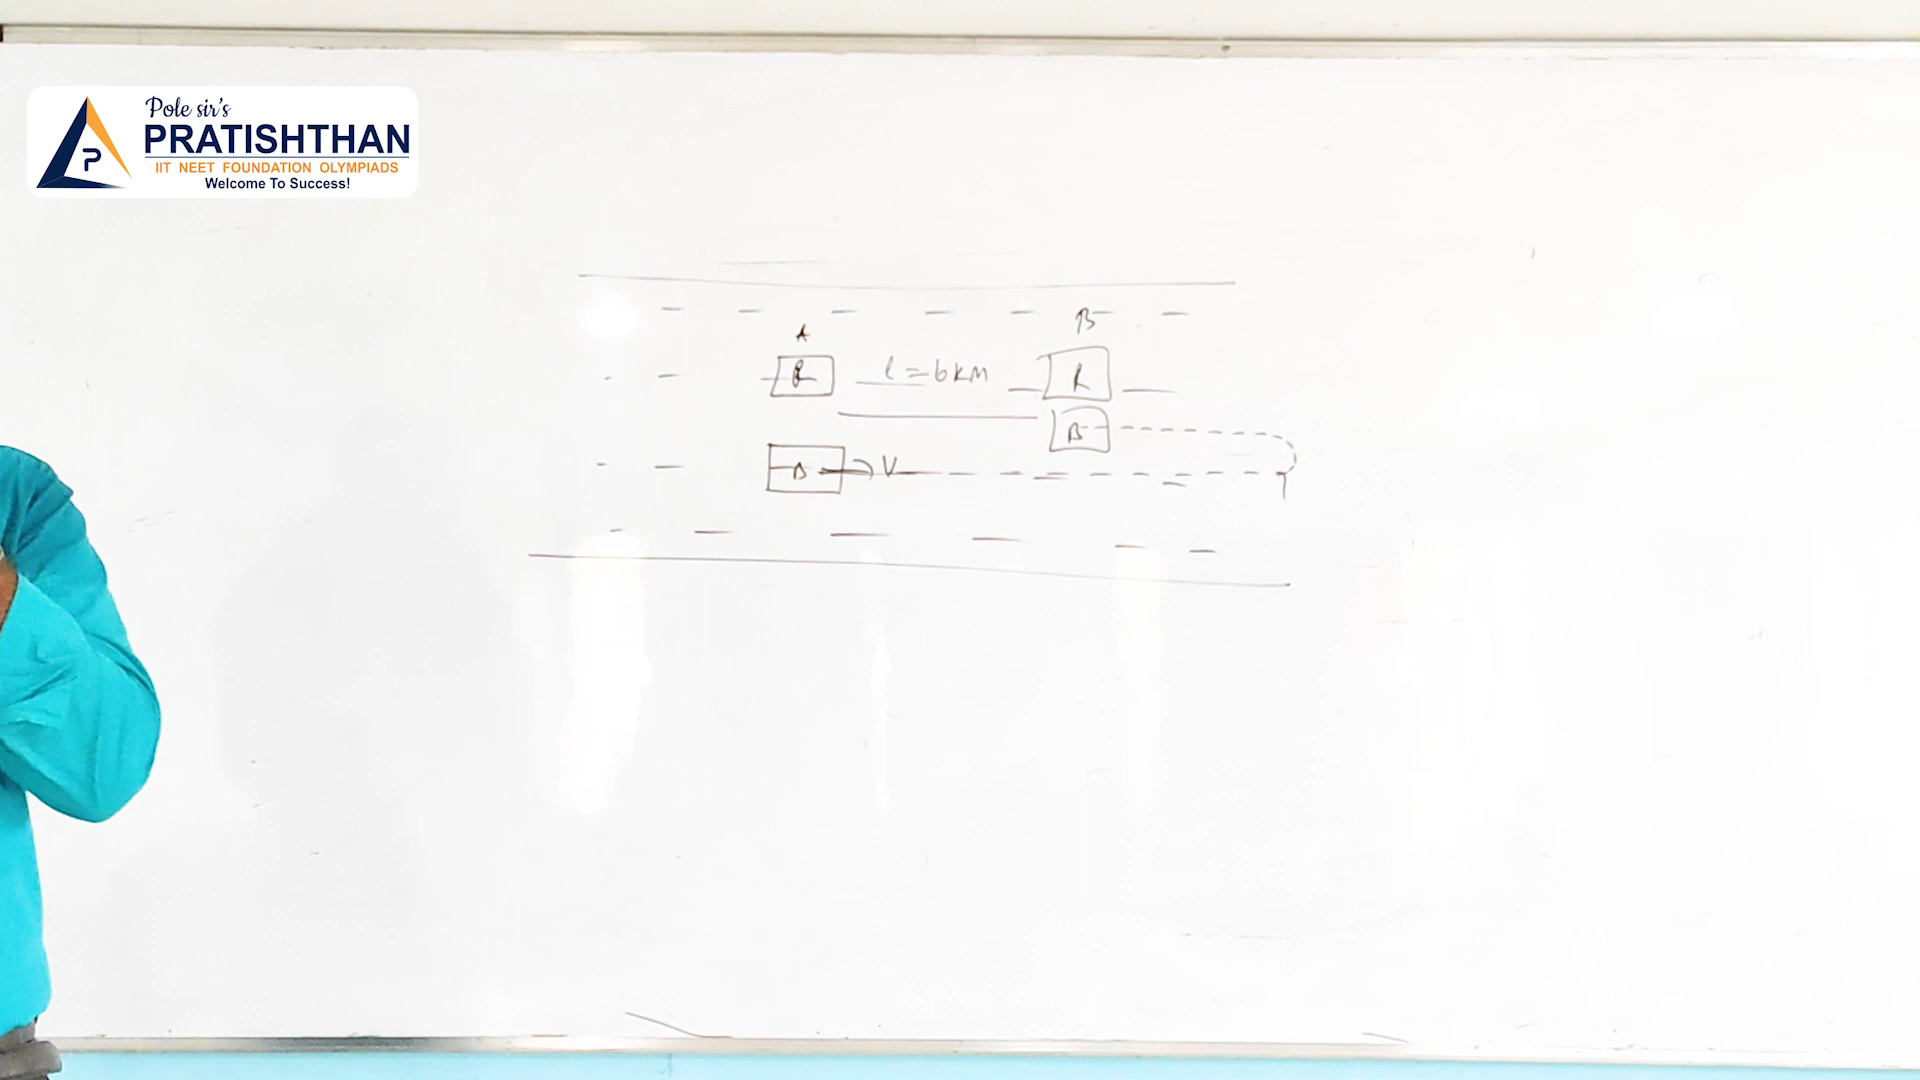 Pole sir's
PRATISHTHAN
IIT NEET FOUNDATION OLYMPIADS
Welcome To Success!
P
A
B
R
l = 6 km
R
B
B
V